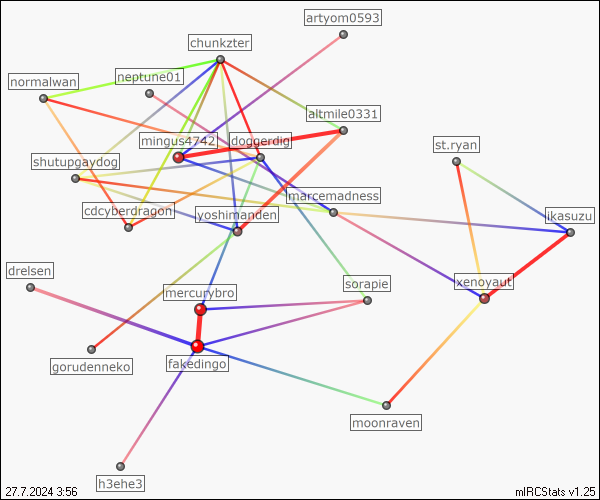 artyom0593
chunkzter
neptune01
normalwan
altmile0331
mingus4742
doggerdig
st.ryan
shutupgaydog
marcemadness
cdcyberdragon
yoshimanden
ikasuzu
drelsen
mercurybro
sorapie
xenoyaut
gorudenneko
fakedingo
moonraven
h3ehe3
27.7.2024 3:56
mIRCStats v1.25